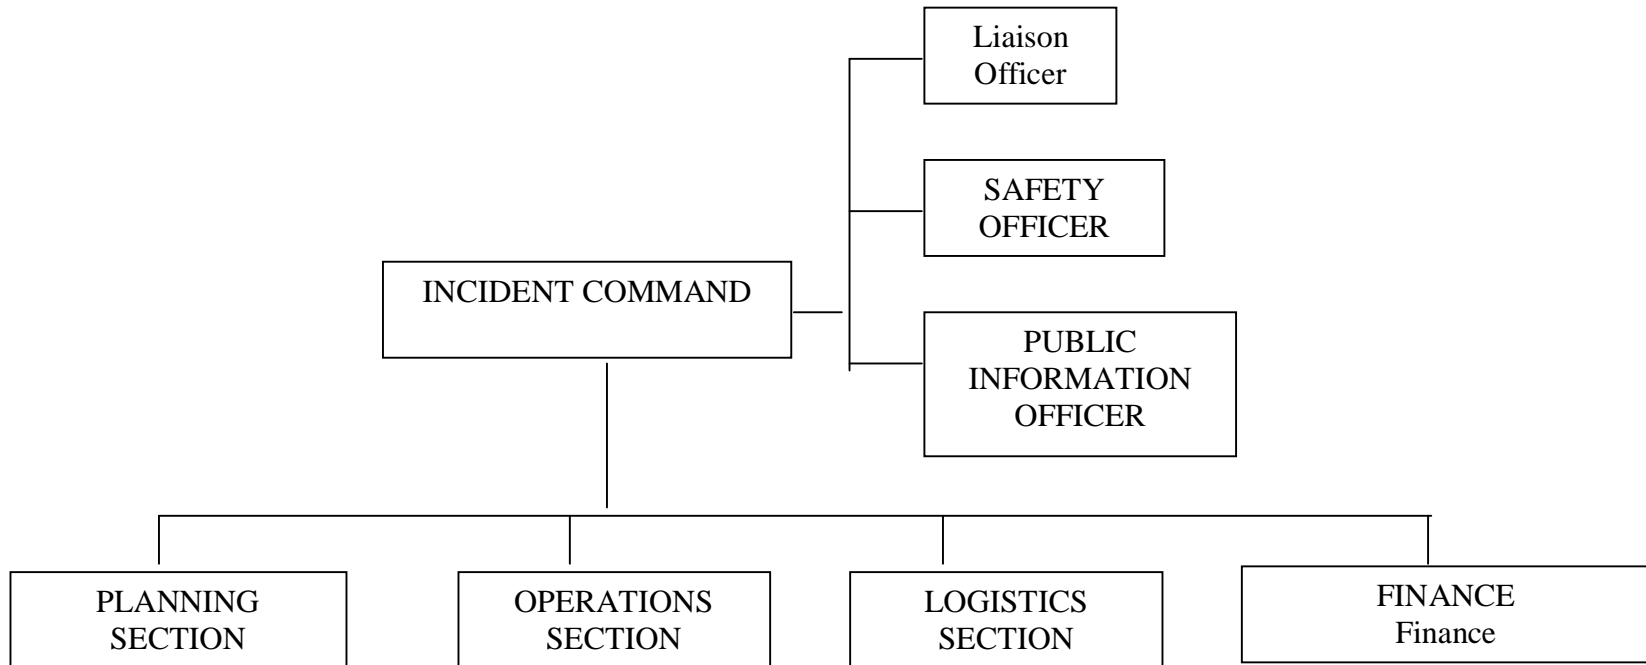 Liaison
Officer
SAFETY
OFFICER
INCIDENT COMMAND
PUBLIC
INFORMATION
OFFICER
PLANNING
SECTION
OPERATIONS
SECTION
LOGISTICS
SECTION
FINANCE
Finance